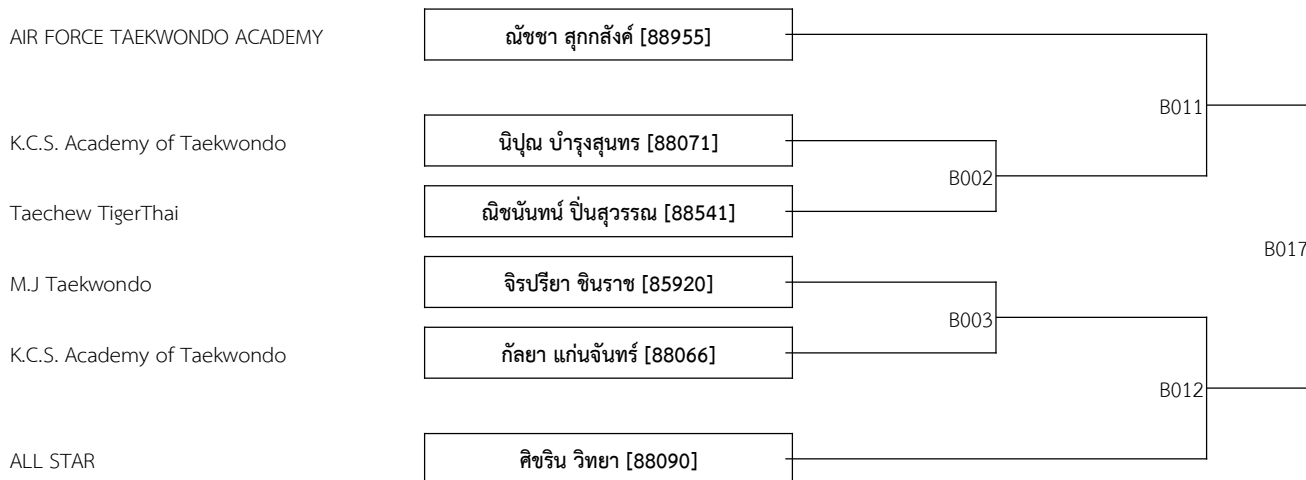 AIR FORCE TAEKWONDO ACADEMY
ณัชชา สุกกสังค์ [88955]
B011
K.C.S. Academy of Taekwondo
นิปุณ บำรุงสุนทร [88071]
B002
Taechew TigerThai
ณิชนันทน์ ปิ่นสุวรรณ [88541]
B017
M.J Taekwondo
จิรปรียา ชินราช [85920]
B003
K.C.S. Academy of Taekwondo
กัลยา แก่นจันทร์ [88066]
B012
ALL STAR
ศิขริน วิทยา [88090]